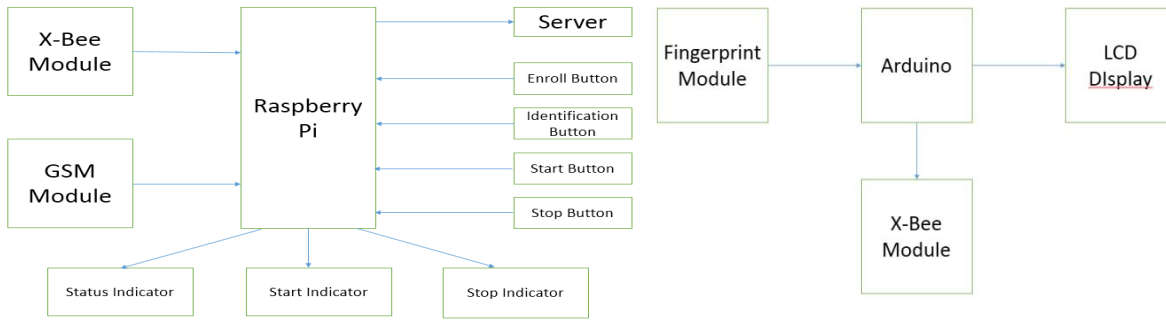 X-Bee
Module
GSM
Module
Raspberry
Pi
Server
Enroll Button
Identification
Button
Start Button
Stop Button
Status Indicator
Start Indicator
Stop Indicator
Fingerprint
Module
Arduino
LCD
DIsplay
X-Bee
Module